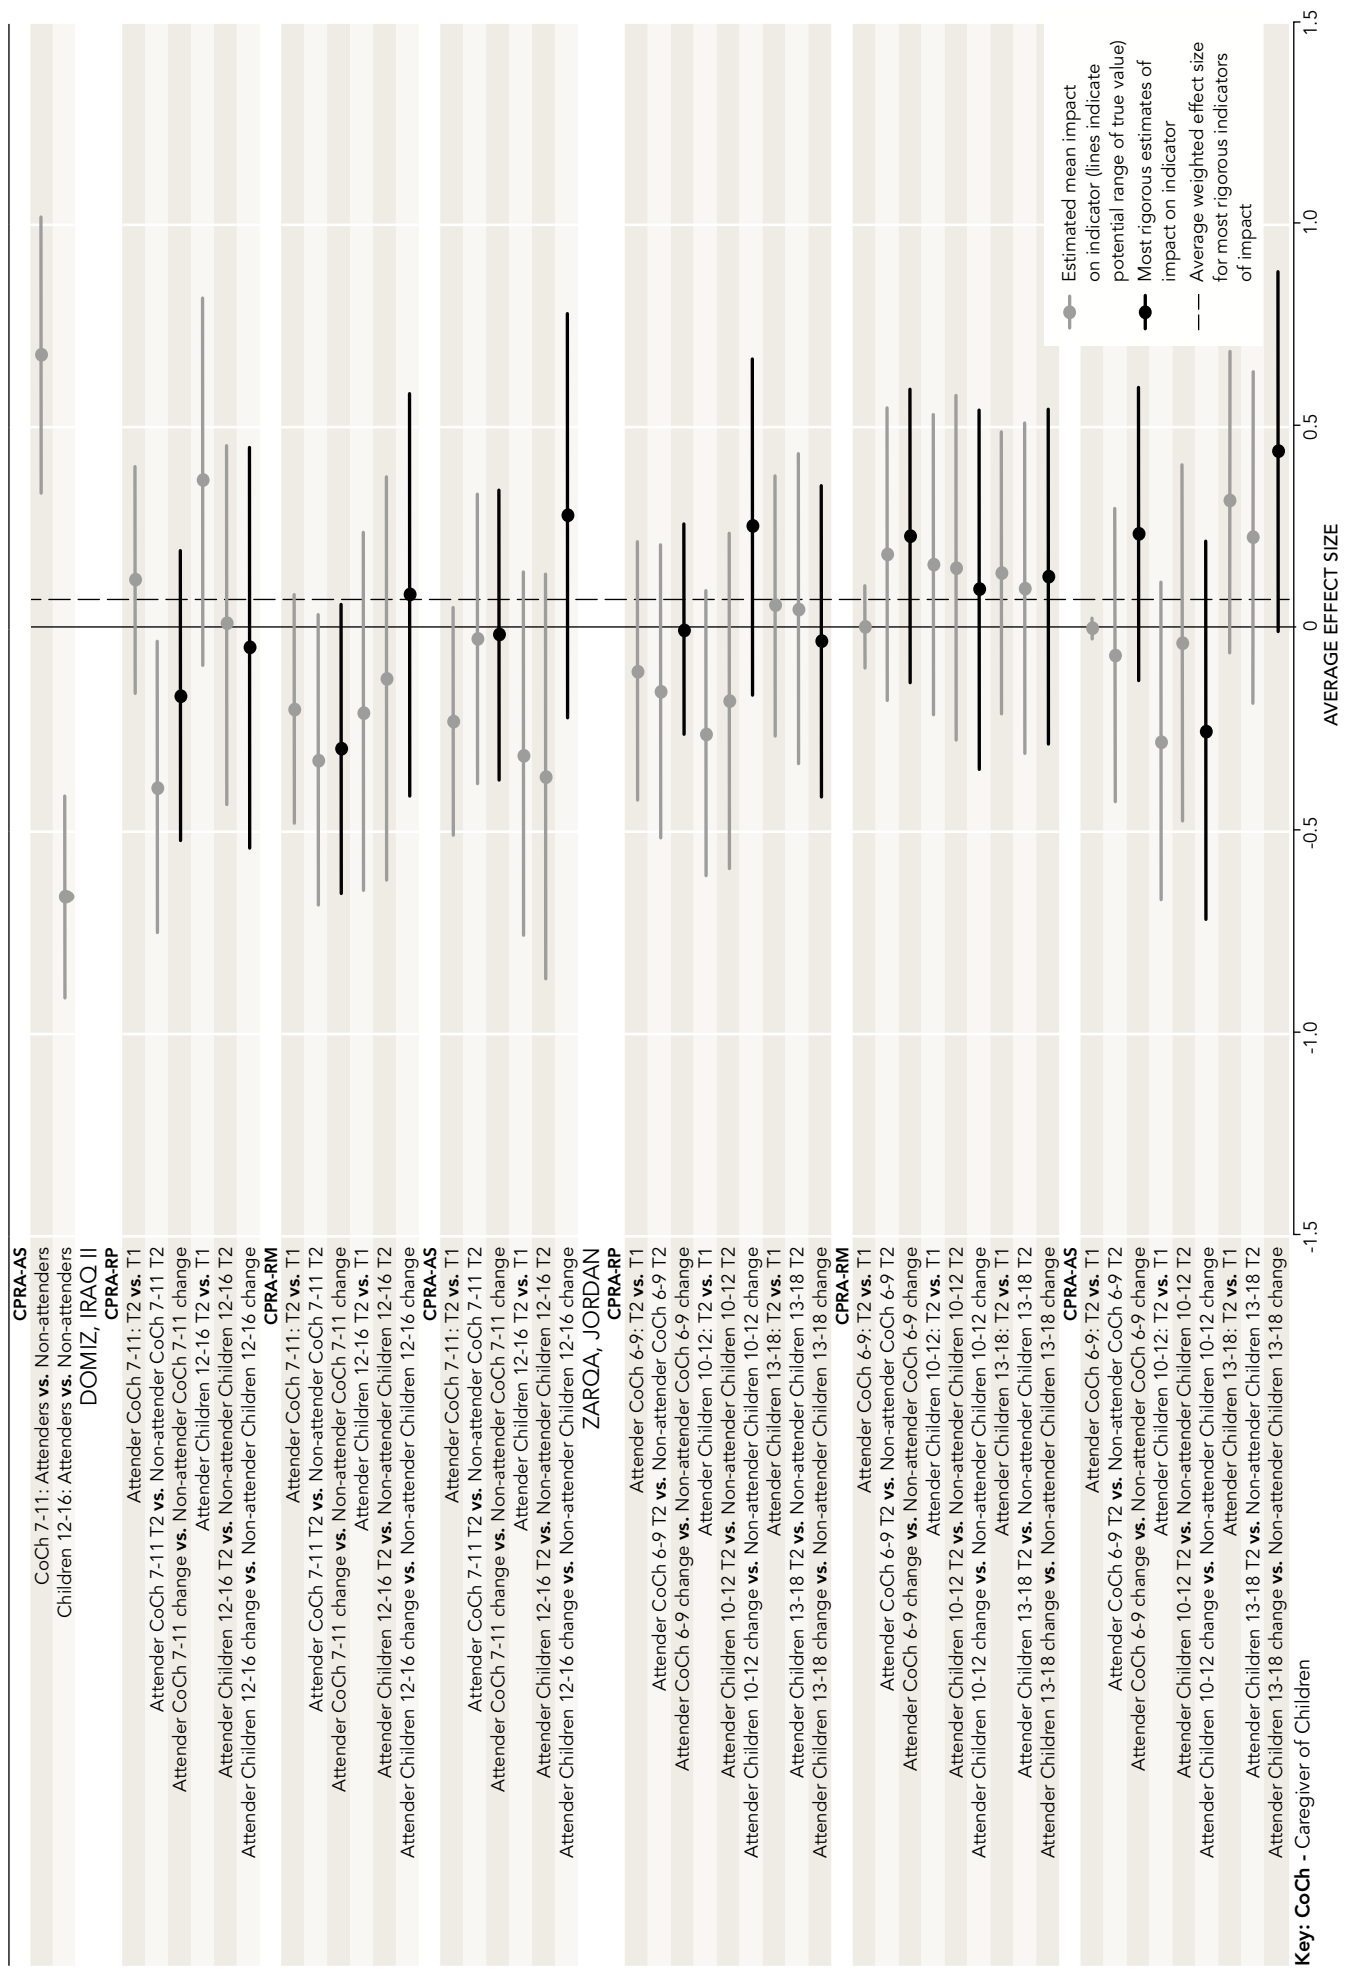 CPRA-AS
CoCh 7-11: Attenders vs. Non-attenders
Children 12-16: Attenders vs. Non-attenders
DOMIZ, IRAQ II
CPRA-RP
Attender CoCh 7-11: T2 vs. T1
Attender CoCh 7-11 T2 vs. Non-attender CoCh 7-11 T2
Attender CoCh 7-11 change vs. Non-attender CoCh 7-11 change
Attender Children 12-16 T2 vs. T1
Attender Children 12-16 T2 vs. Non-attender Children 12-16 T2
Attender Children 12-16 change vs. Non-attender Children 12-16 change
CPRA-RM
Attender CoCh 7-11: T2 vs. T1
Attender CoCh 7-11 T2 vs. Non-attender CoCh 7-11 T2
Attender CoCh 7-11 change vs. Non-attender CoCh 7-11 change
Attender Children 12-16 T2 vs. T1
Attender Children 12-16 T2 vs. Non-attender Children 12-16 T2
Attender Children 12-16 change vs. Non-attender Children 12-16 change
CPRA-AS
Attender CoCh 7-11: T2 vs. T1
Attender CoCh 7-11 T2 vs. Non-attender CoCh 7-11 T2
Attender CoCh 7-11 change vs. Non-attender CoCh 7-11 change
Attender Children 12-16 T2 vs. T1
Attender Children 12-16 T2 vs. Non-attender Children 12-16 T2
Attender Children 12-16 change vs. Non-attender Children 12-16 change
ZARQA, JORDAN
CPRA-RP
Attender CoCh 6-9: T2 vs. T1
Attender CoCh 6-9 T2 vs. Non-attender CoCh 6-9 T2
Attender CoCh 6-9 change vs. Non-attender CoCh 6-9 change
Attender Children 10-12: T2 vs. T1
Attender Children 10-12 T2 vs. Non-attender Children 10-12 T2
Attender Children 10-12 change vs. Non-attender Children 10-12 change
Attender Children 13-18: T2 vs. T1
Attender Children 13-18 T2 vs. Non-attender Children 13-18 T2
Attender Children 13-18 change vs. Non-attender Children 13-18 change
CPRA-RM
Attender CoCh 6-9: T2 vs. T1
Attender CoCh 6-9 T2 vs. Non-attender CoCh 6-9 T2
Attender CoCh 6-9 change vs. Non-attender CoCh 6-9 change
Attender Children 10-12: T2 vs. T1
Attender Children 10-12 T2 vs. Non-attender Children 10-12 T2
Attender Children 10-12 change vs. Non-attender Children 10-12 change
Attender Children 13-18: T2 vs. T1
Attender Children 13-18 T2 vs. Non-attender Children 13-18 T2
Attender Children 13-18 change vs. Non-attender Children 13-18 change
CPRA-AS
Attender CoCh 6-9: T2 vs. T1
Attender CoCh 6-9 T2 vs. Non-attender CoCh 6-9 T2
Attender CoCh 6-9 change vs. Non-attender CoCh 6-9 change
Attender Children 10-12: T2 vs. T1
Attender Children 10-12 T2 vs. Non-attender Children 10-12 T2
Attender Children 10-12 change vs. Non-attender Children 10-12 change
Attender Children 13-18: T2 vs. T1
Attender Children 13-18 T2 vs. Non-attender Children 13-18 T2
Attender Children 13-18 change vs. Non-attender Children 13-18 change
Estimated mean impact
on indicator (lines indicate
potential range of true value)
Most rigorous estimates of
impact on indicator
Average weighted effect size
for most rigorous indicators
of impact
-1.5 -1.0 -0.5 0 0.5 1.0 1.5
AVERAGE EFFECT SIZE
Key: CoCh - Caregiver of Children